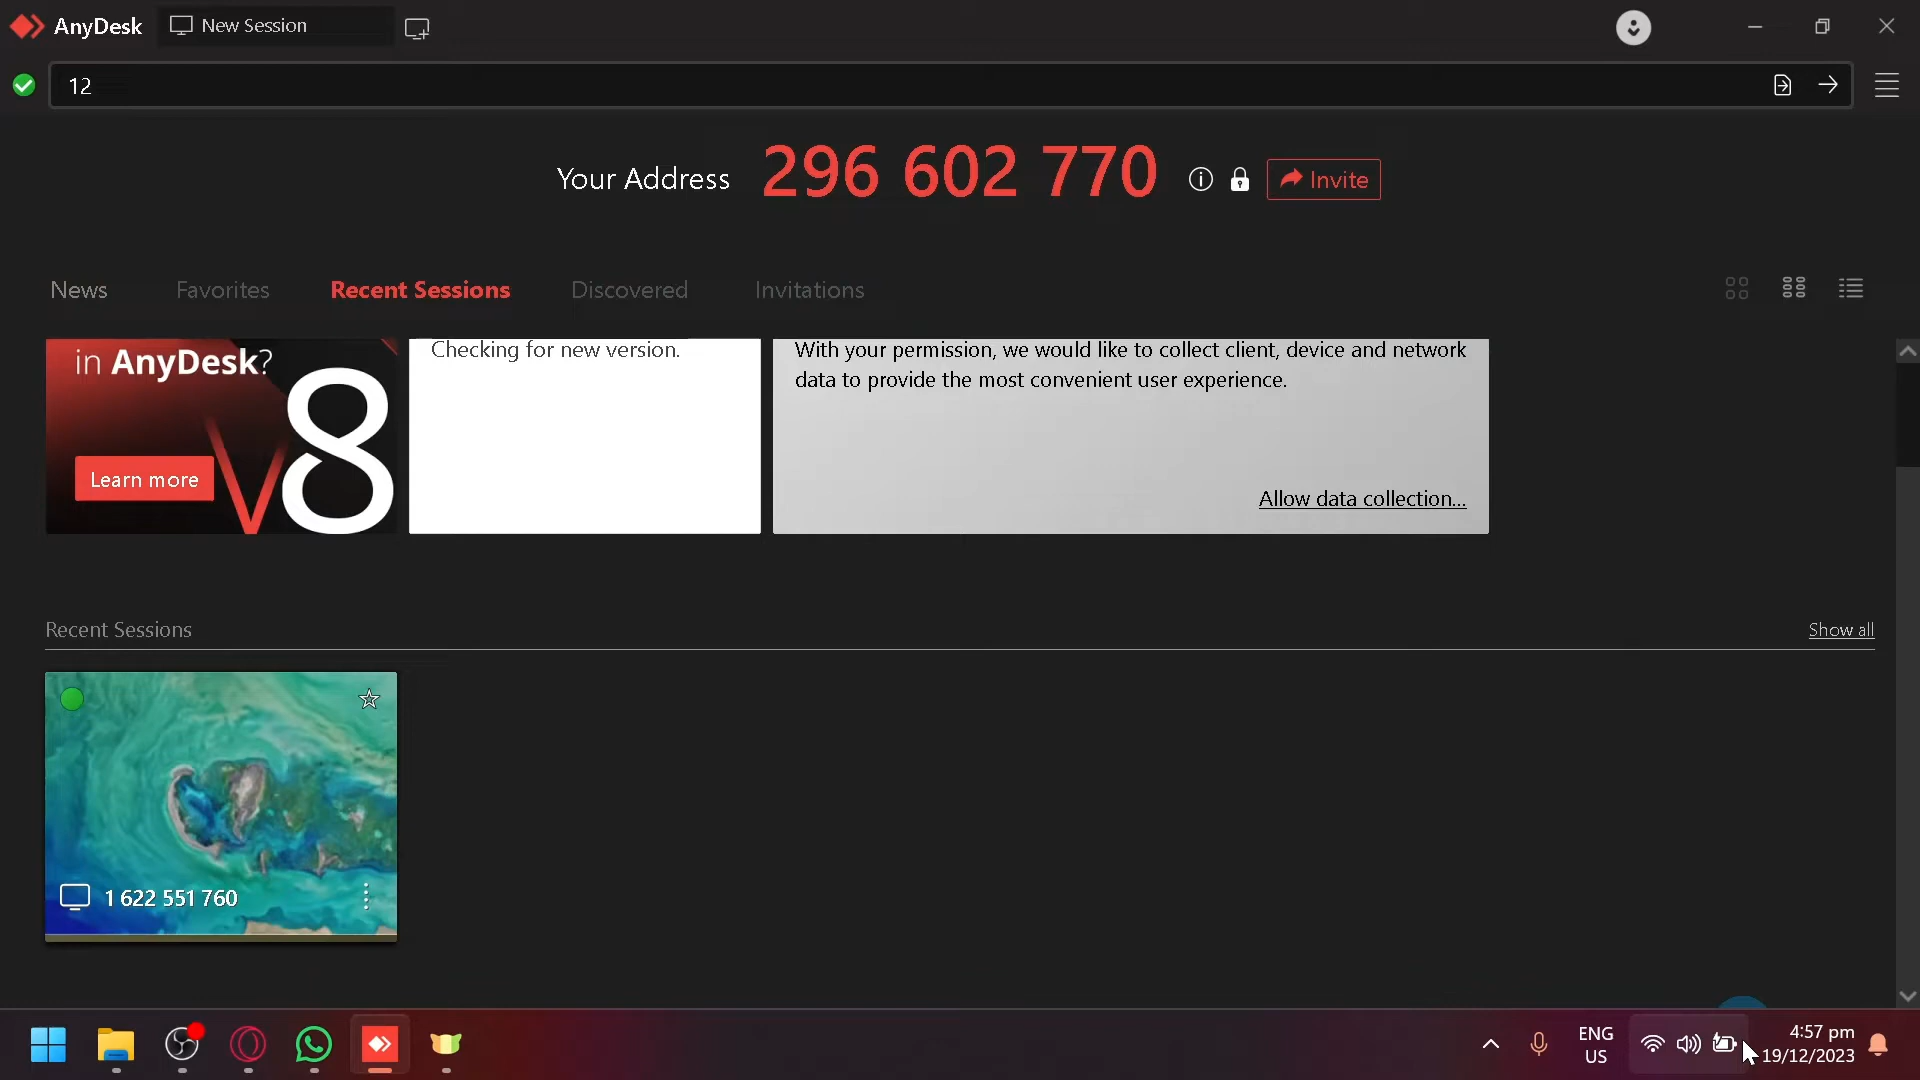 AnyDesk
New Session
12
Your Address
296 602 770
Invite
News
Favorites
Recent Sessions
Discovered
Invitations
in AnyDesk?
V8
Learn more
Checking for new version.
With your permission, we would like to collect client, device and network
data to provide the most convenient user experience.
Allow data collection...
Recent Sessions
Show all
1 622 551 760
ENG
US
4:57 pm
19/12/2023